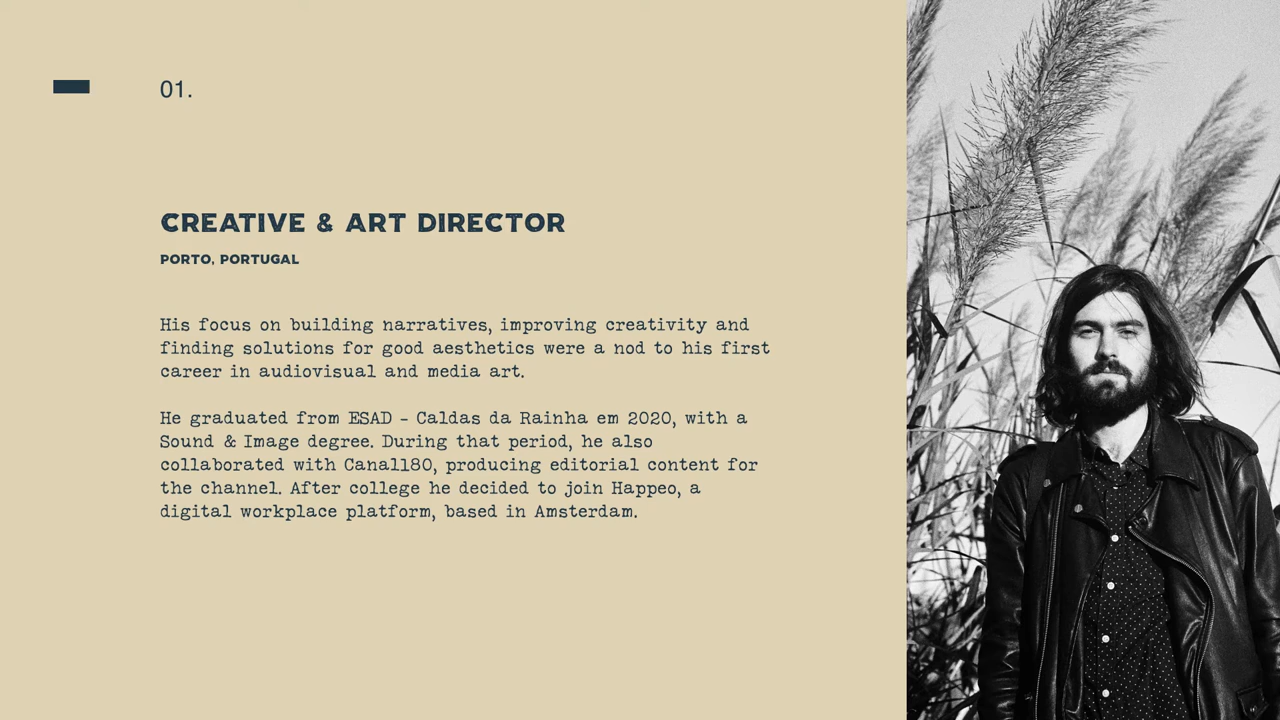 01.
CREATIVE & ART DIRECTOR
PORTO, PORTUGAL
His focus on building narratives, improving creativity and
finding solutions for good aesthetics were a nod to his first
career in audiovisual and media art.
He graduated from ESAD - Caldas da Rainha em 2020, with a
Sound & Image degree. During that period, he also
collaborated with Canal180, producing editorial content for
the channel. After college he decided to join Happeo, a
digital workplace platform, based in Amsterdam.